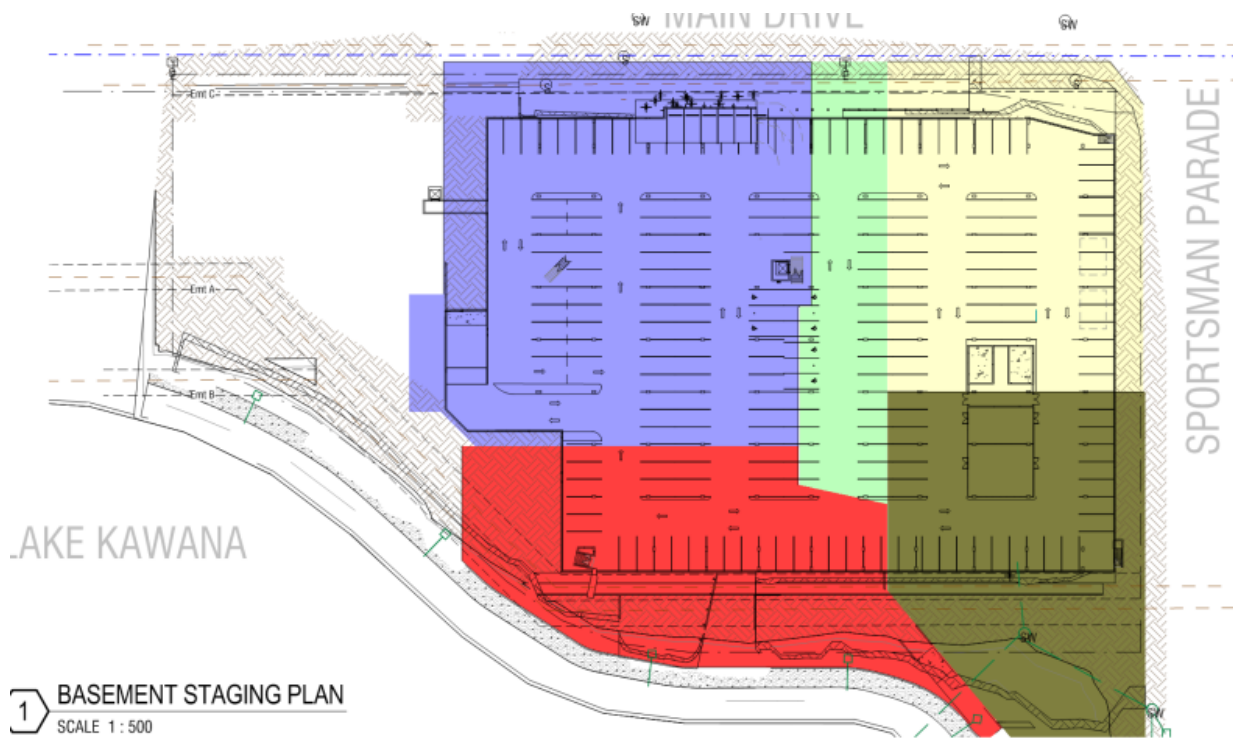 MAIN DRIVE
SW
SW
Emt C
SPORTSMAN PARADE
Emt A
Emt B
LAKE KAWANA
SW
SW
1
BASEMENT STAGING PLAN
SCALE 1 : 500